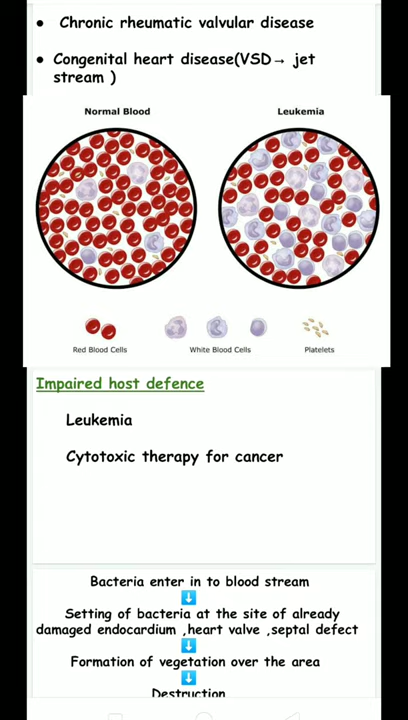 ● Chronic rheumatic valvular disease
● Congenital heart disease(VSD→ jet
stream )
Normal Blood
Leukemia
Red Blood Cells
White Blood Cells
Platelets
Impaired host defence
Leukemia
Cytotoxic therapy for cancer
Bacteria enter in to blood stream
⬇
Setting of bacteria at the site of already
damaged endocardium ,heart valve ,septal defect
⬇
Formation of vegetation over the area
⬇
Destruction